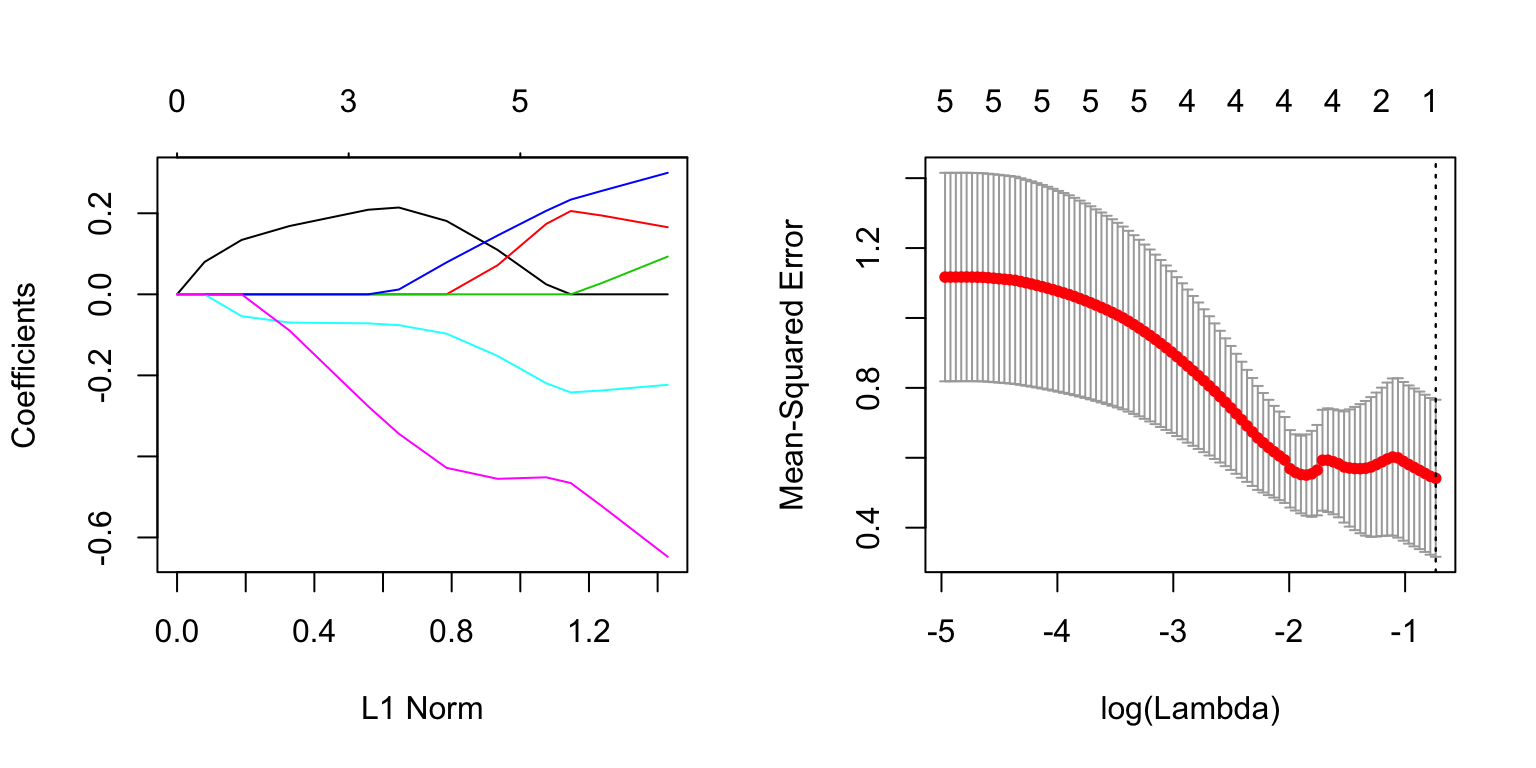 0 3 5
Coefficients
0.2
0.0
-0.2
-0.6
0.0 0.4 0.8 1.2
L1 Norm
5 5 5 5 5 4 4 4 4 2 1
Mean-Squared Error
1.2
0.8
0.4
-5 -4 -3 -2 -1
log(Lambda)